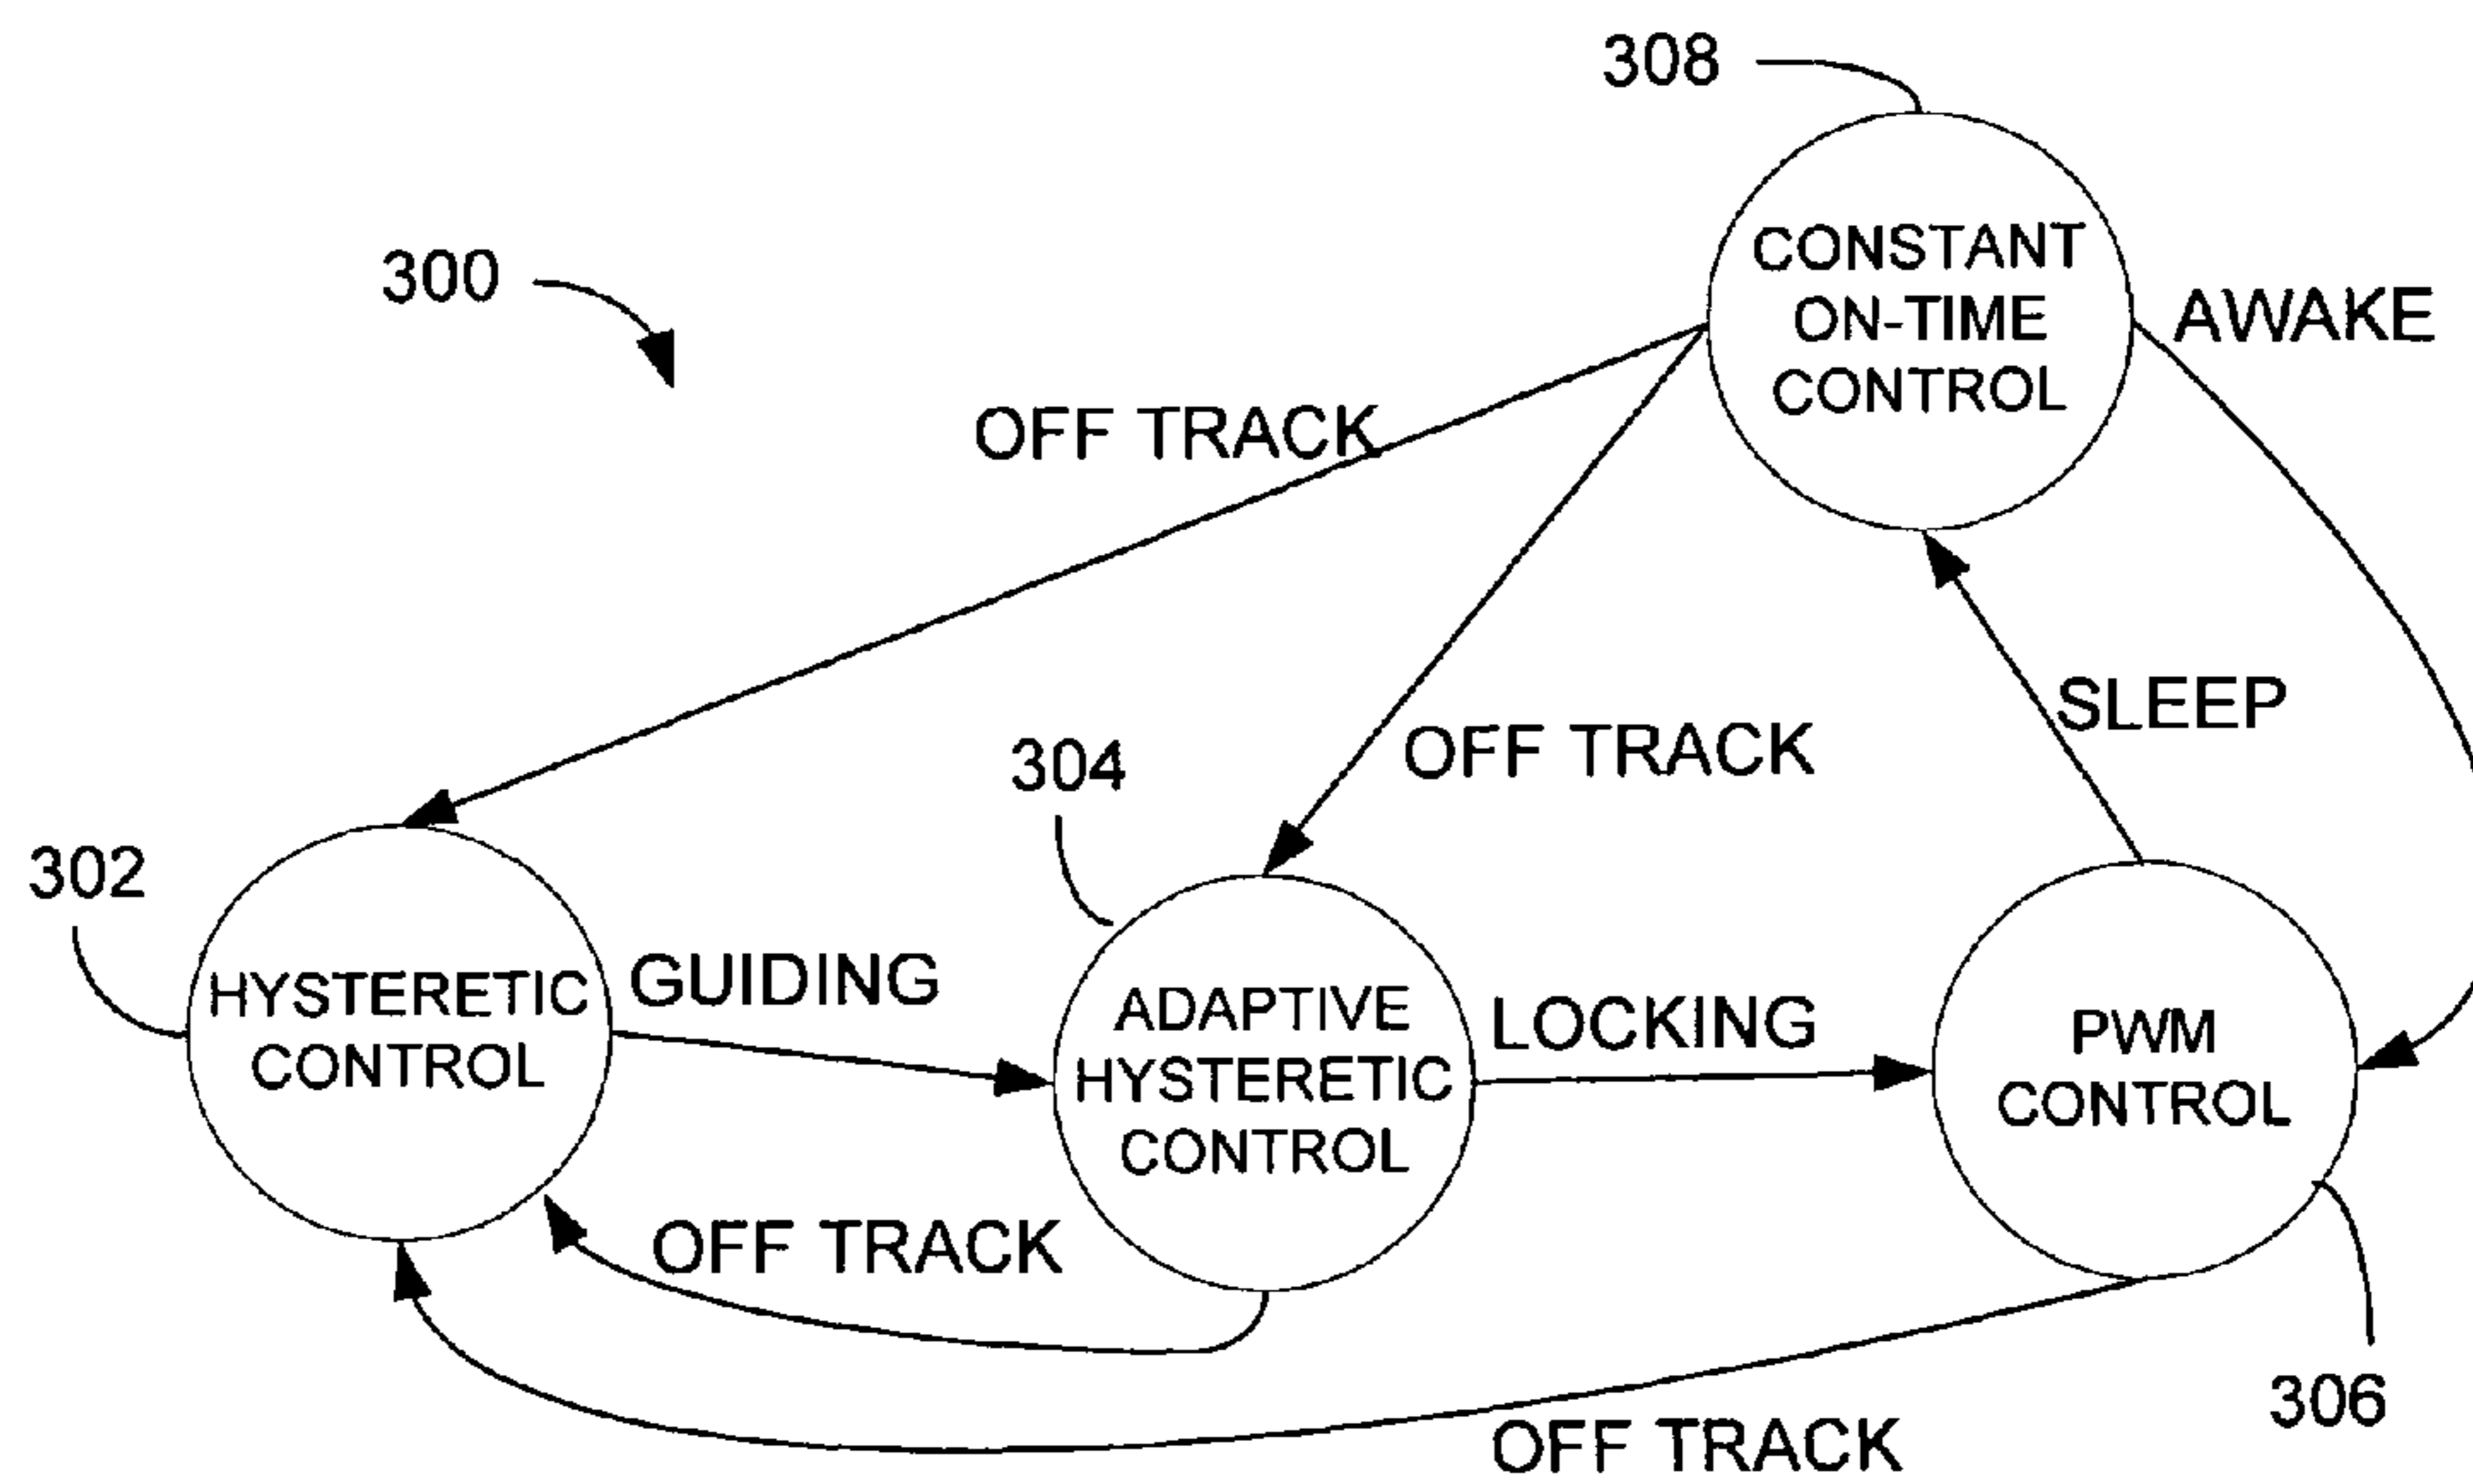 308
300
CONSTANT
ON-TIME
CONTROL
AWAKE
OFF TRACK
SLEEP
OFF TRACK
304
302
HYSTERETIC
CONTROL
GUIDING
ADAPTIVE
HYSTERETIC
CONTROL
LOCKING
PWM
CONTROL
OFF TRACK
306
OFF TRACK